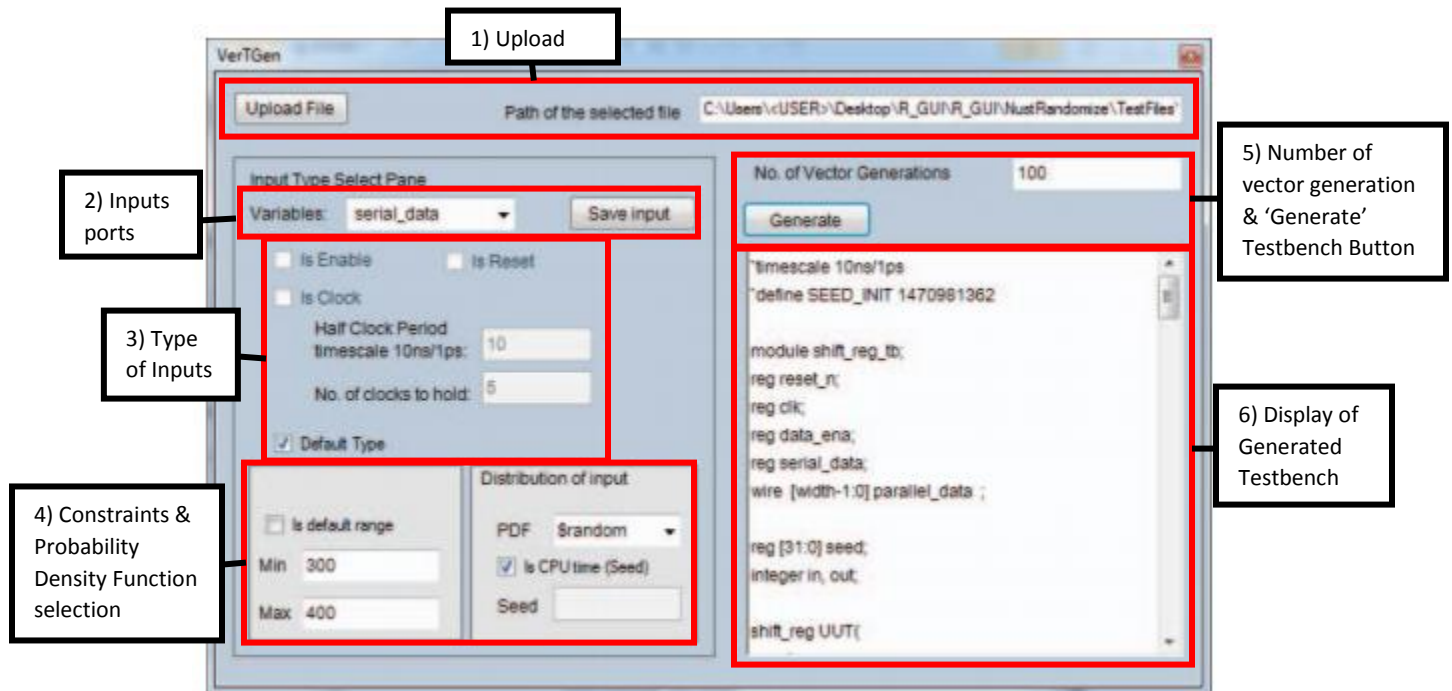 1) Upload
VerTGen
Upload File
Path of the selected file
C:\Users\<USER>\Desktop\R_GUI\R_GUI\NustRandomize\TestFiles\
2) Inputs
ports
Input Type Select Pane
Variables:
serial_data
Save input
Is Enable
Is Reset
Is Clock
Half Clock Period
timescale 10ns/1ps:
10
No. of clocks to hold:
5
Default Type
3) Type
of Inputs
4) Constraints &
Probability
Density Function
selection
Is default range
Min
300
Max
400
Distribution of input
PDF
$random
Is CPU time (Seed)
Seed
No. of Vector Generations
100
Generate
5) Number of
vector generation
& ‘Generate’
Testbench Button
`timescale 10ns/1ps
`define SEED_INIT 1470981362
module shift_reg_tb;
reg reset_n;
reg clk;
reg data_ena;
reg serial_data;
wire [width-1:0] parallel_data ;
reg [31:0] seed;
integer in, out;
shift_reg UUT(
6) Display of
Generated
Testbench